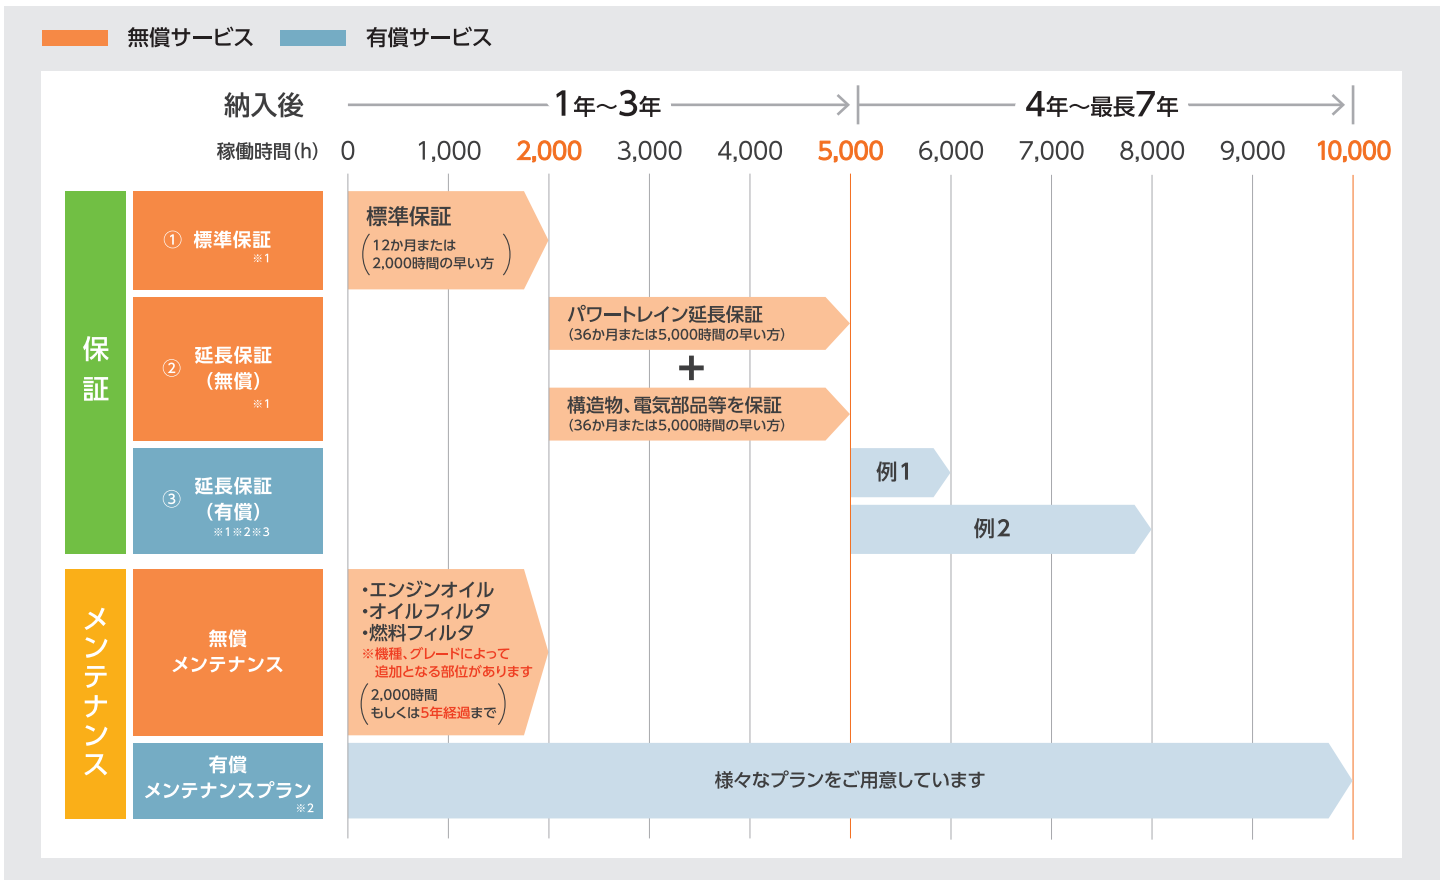 無償サービス
有償サービス
納入後
1年～3年
4年～最長7年
稼働時間(h) 0 1,000 2,000 3,000 4,000 5,000 6,000 7,000 8,000 9,000 10,000
保証
① 標準保証
※1
標準保証
(12か月または
2,000時間の早い方)
② 延長保証
(無償)
※1
パワートレイン延長保証
(36か月または5,000時間の早い方)
+
構造物、電気部品等を保証
(36か月または5,000時間の早い方)
③ 延長保証
(有償)
※1※2※3
例1
例2
メンテナンス
無償
メンテナンス
・エンジンオイル
・オイルフィルタ
・燃料フィルタ
※機種、グレードによって
追加となる部位があります
(2,000時間
もしくは5年経過まで)
有償
メンテナンスプラン
※2
様々なプランをご用意しています